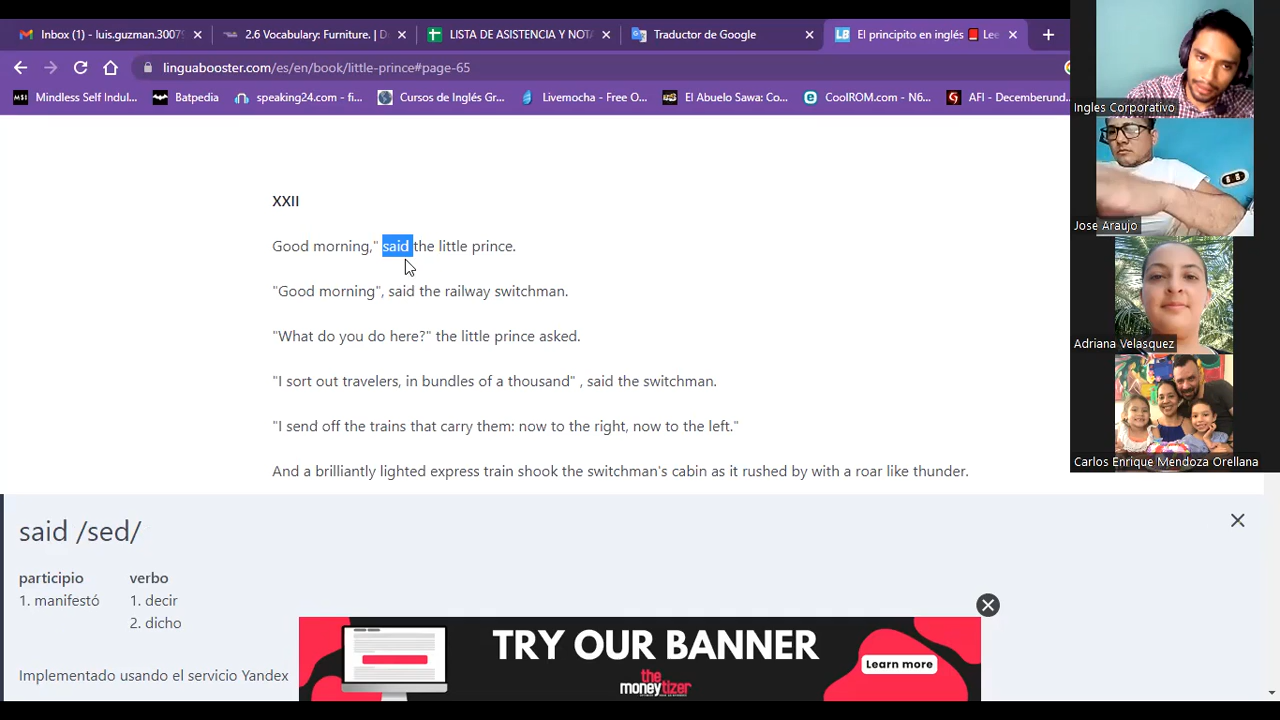 Inbox (1) - luis.guzman.3007
2.6 Vocabulary: Furniture. | Do
LISTA DE ASISTENCIA Y NOTA
Traductor de Google
El principito en inglés 📕 Lee
linguabooster.com/es/en/book/little-prince#page-65
Mindless Self Indul...
Batpedia
speaking24.com - fi...
Cursos de Inglés Gr...
Livemocha - Free O...
El Abuelo Sawa: Co...
CoolROM.com - N6...
AFI - Decemberund
XXII
Good morning," said the little prince.
"Good morning", said the railway switchman.
"What do you do here?" the little prince asked.
"I sort out travelers, in bundles of a thousand" , said the switchman.
"I send off the trains that carry them: now to the right, now to the left."
And a brilliantly lighted express train shook the switchman's cabin as it rushed by with a roar like thunder.
said /sed/
participio
1. manifestó
verbo
1. decir
2. dicho
Implementado usando el servicio Yandex
TRY OUR BANNER
the
moneytizer
Learn more
Ingles Corporativo
Jose Araujo
Adriana Velasquez
Carlos Enrique Mendoza Orellana